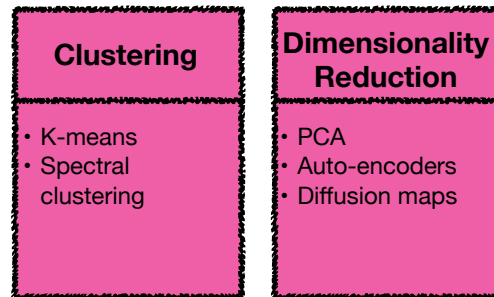 Clustering
• K-means
• Spectral
clustering
Dimensionality
Reduction
• PCA
• Auto-encoders
• Diffusion maps